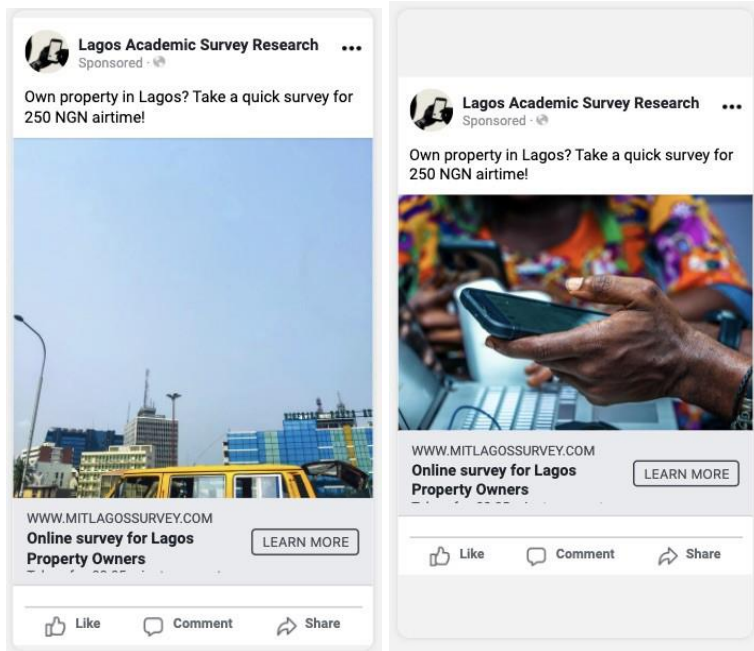 Lagos Academic Survey Research
Sponsored ·
Own property in Lagos? Take a quick survey for
250 NGN airtime!
WWW.MITLAGOSSURVEY.COM
Online survey for Lagos
Property Owners
LEARN MORE
Like
Comment
Share
Lagos Academic Survey Research
Sponsored ·
Own property in Lagos? Take a quick survey for
250 NGN airtime!
WWW.MITLAGOSSURVEY.COM
Online survey for Lagos
Property Owners
LEARN MORE
Like
Comment
Share